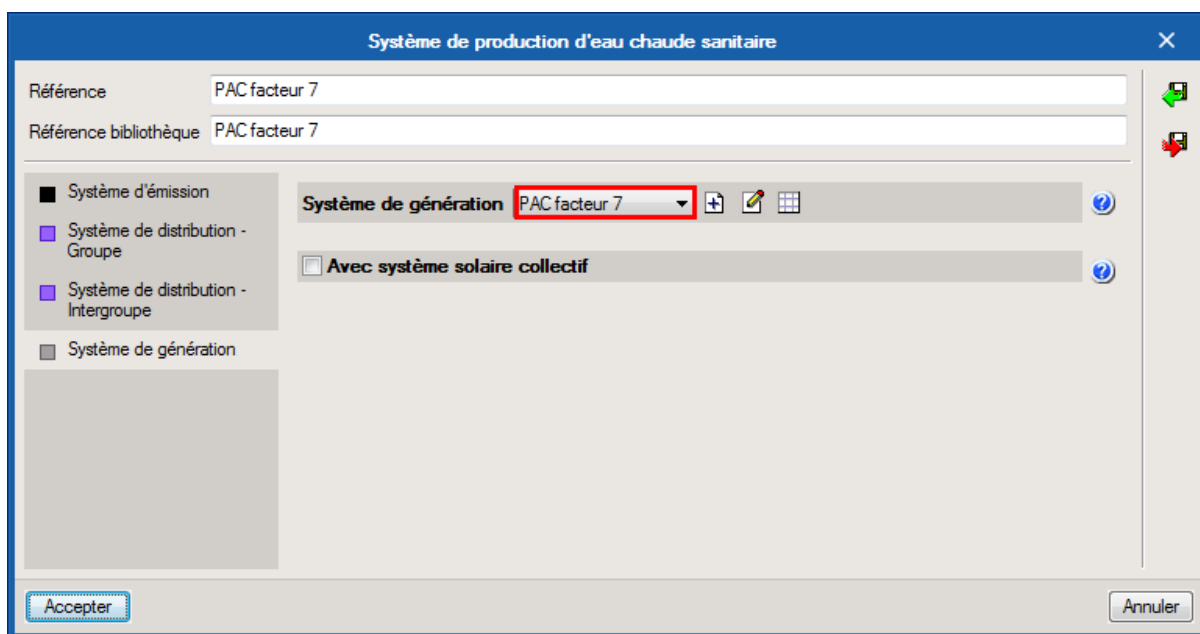 Système de production d'eau chaude sanitaire
Référence
PAC facteur 7
Référence bibliothèque
PAC facteur 7
Système d'émission
Système de distribution -
Groupe
Système de distribution -
Intergroupe
Système de génération
Système de génération
PAC facteur 7
Avec système solaire collectif
Accepter
Annuler